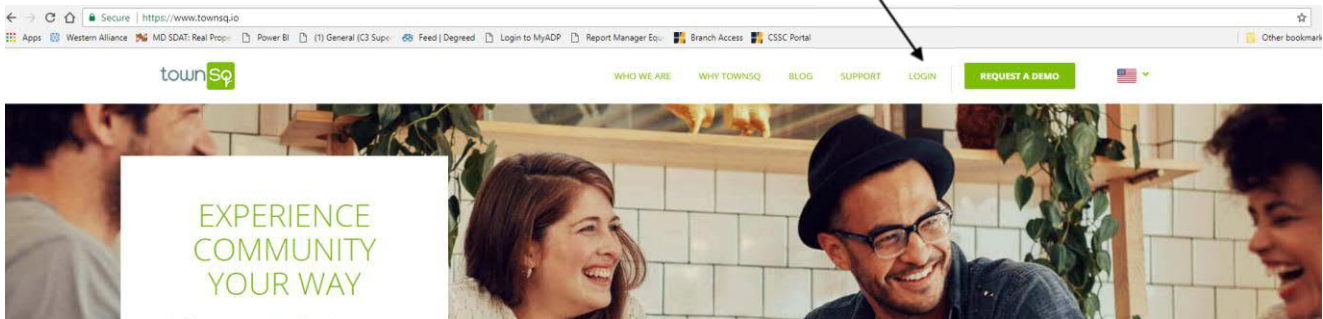 Secure | https://www.townsq.io
Apps Western Alliance MD SDAT: Real Prop Power BI (1) General (C3 Supe Feed | Degreed Login to MyADP Report Manager Equ Branch Access CSSC Portal Other bookmark
townSq WHO WE ARE WHY TOWNSQ BLOG SUPPORT LOGIN REQUEST A DEMO
EXPERIENCE
COMMUNITY
YOUR WAY